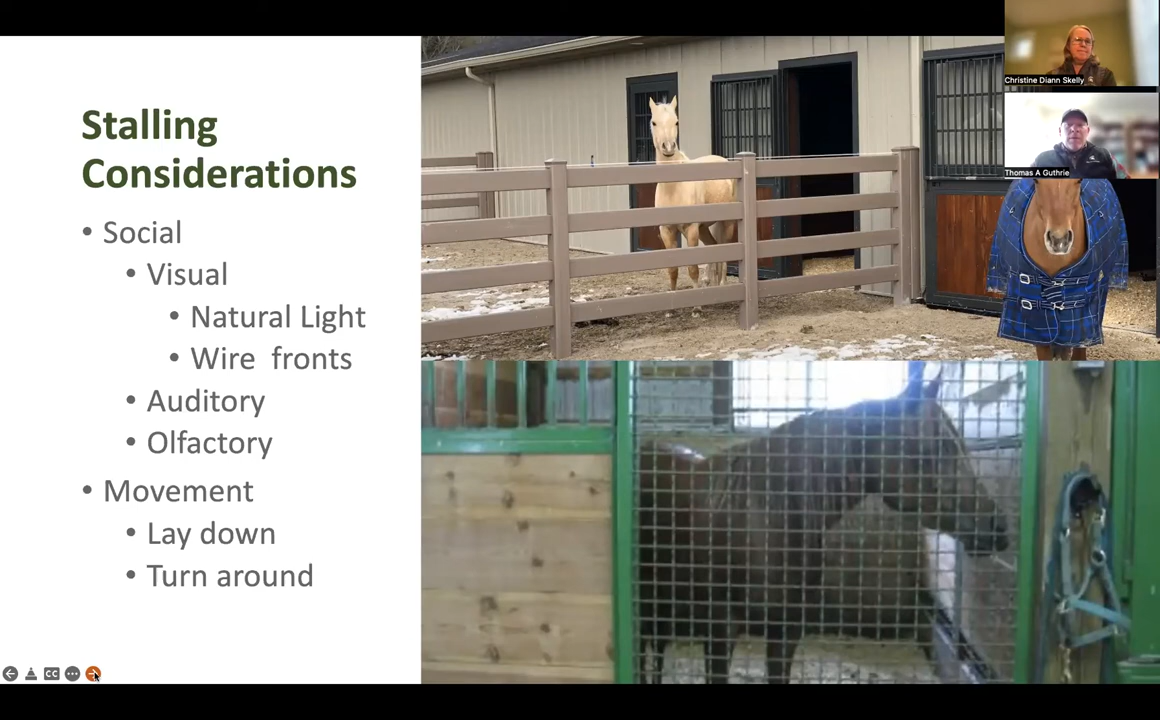 Stalling
Considerations
• Social
• Visual
• Natural Light
• Wire  fronts
• Auditory
• Olfactory
• Movement
• Lay down
• Turn around
Christine Diann Skelly
Thomas A Guthrie
CC